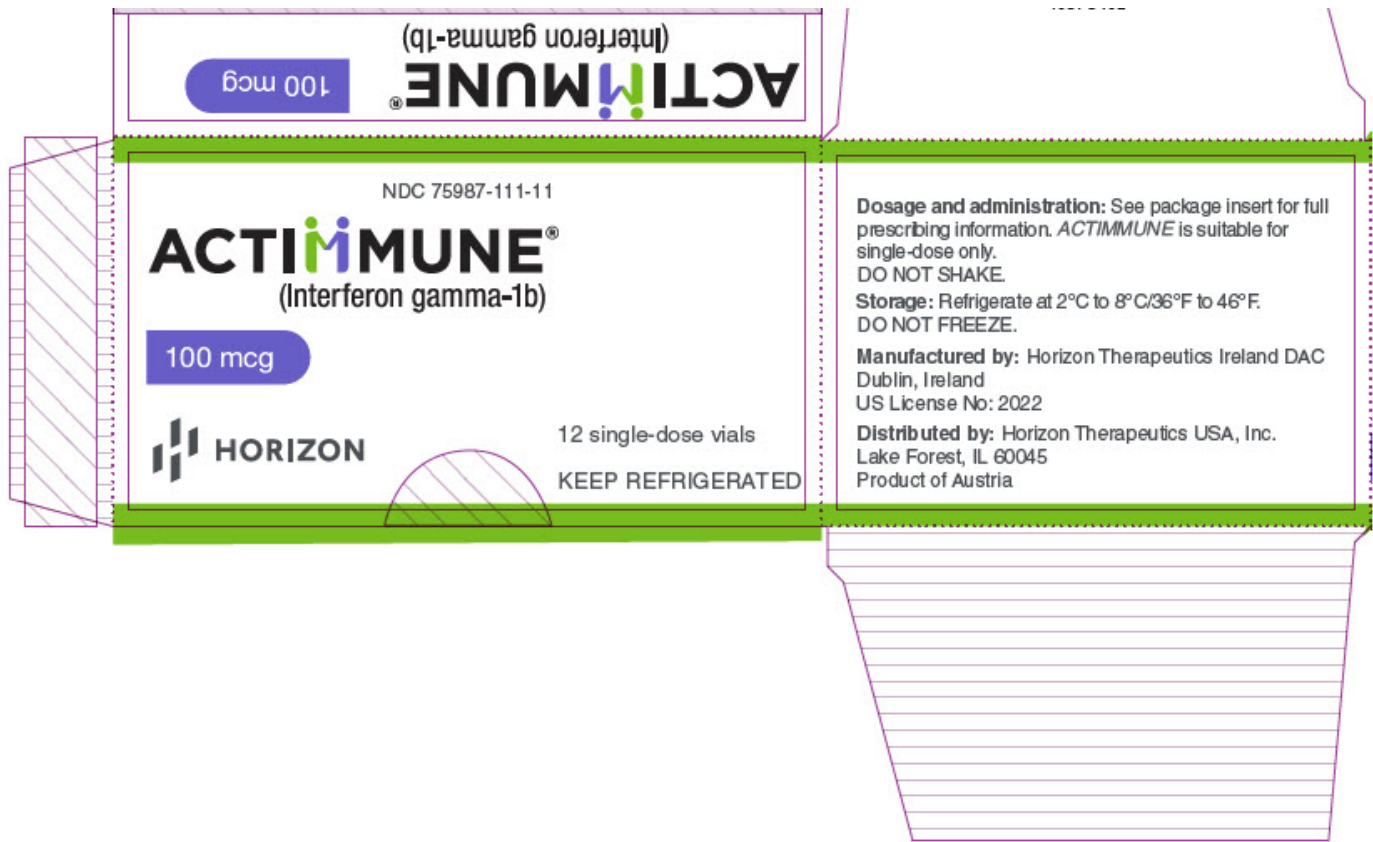 (Interferon gamma-1b)
ACTIMMUNE®
100 mcg
NDC 75987-111-11
ACTIMMUNE®
(Interferon gamma-1b)
100 mcg
HORIZON
12 single-dose vials
KEEP REFRIGERATED
Dosage and administration: See package insert for full
prescribing information. ACTIMMUNE is suitable for
single-dose only.
DO NOT SHAKE.
Storage: Refrigerate at 2°C to 8°C/36°F to 46°F.
DO NOT FREEZE.
Manufactured by: Horizon Therapeutics Ireland DAC
Dublin, Ireland
US License No: 2022
Distributed by: Horizon Therapeutics USA, Inc.
Lake Forest, IL 60045
Product of Austria